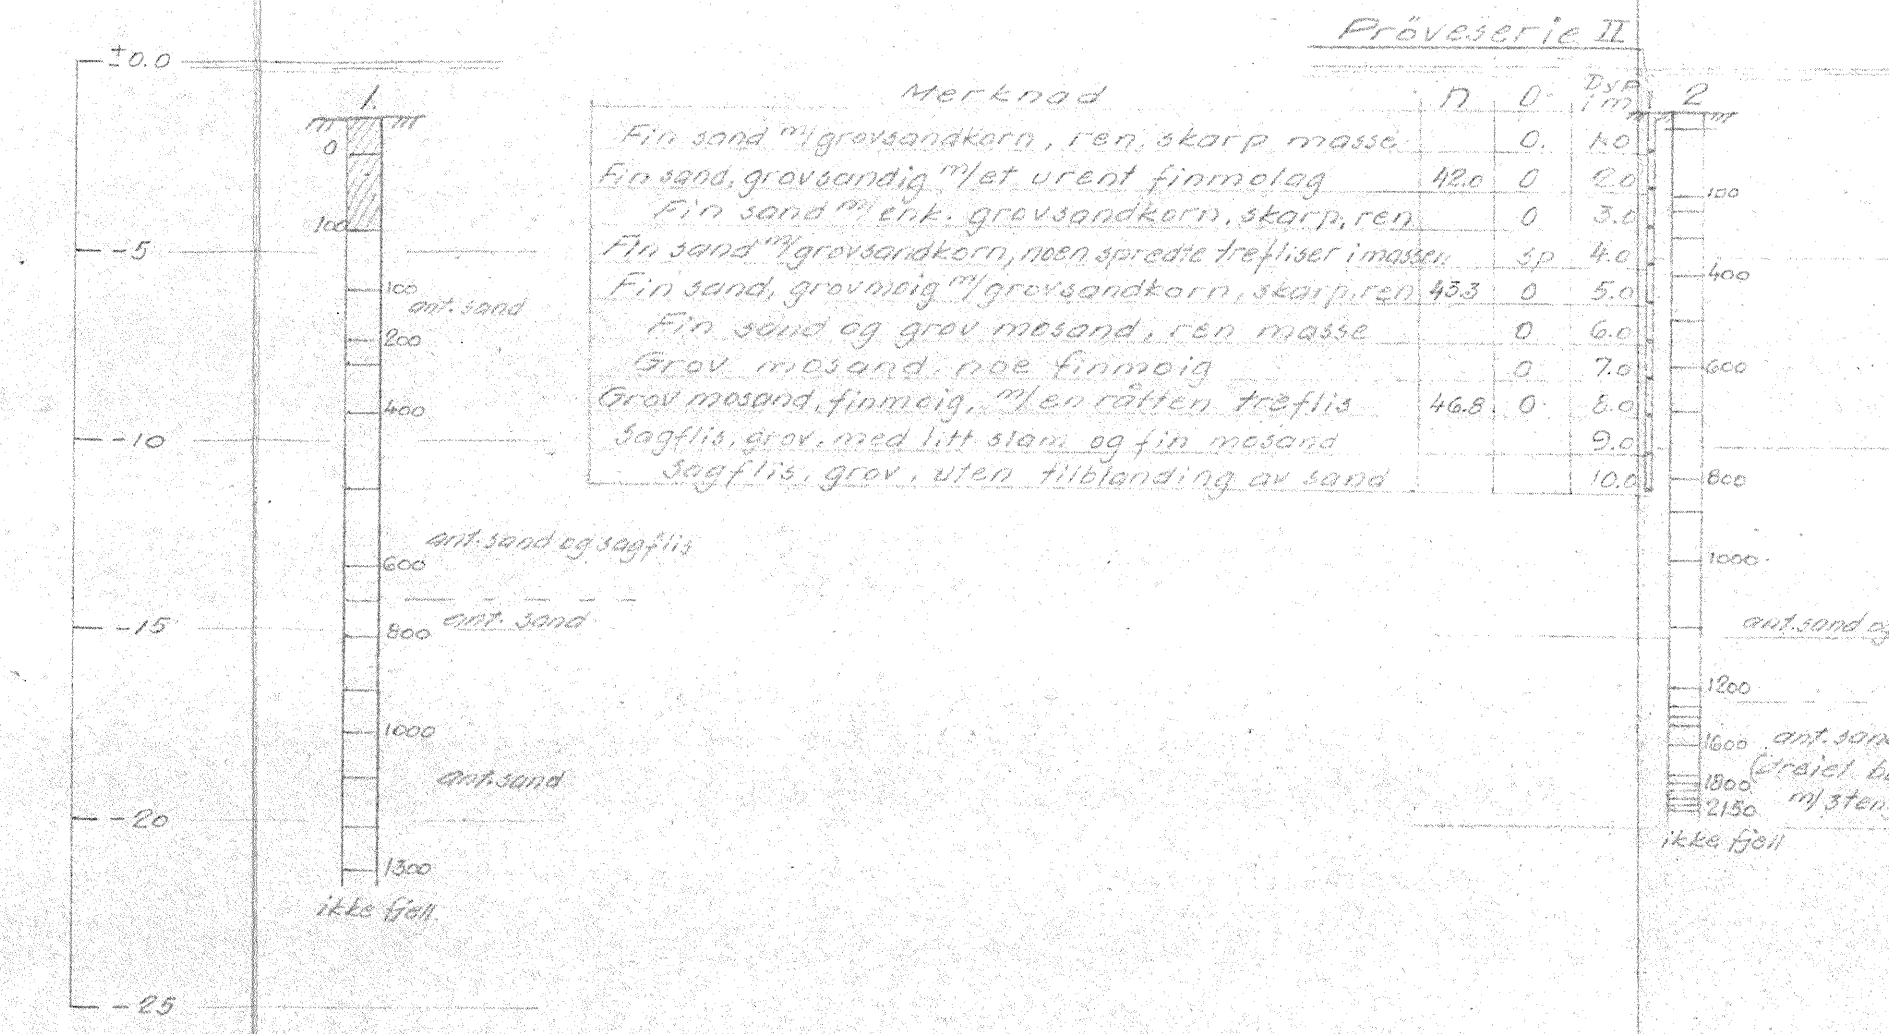 Pröveserie II
±0.0
-5
-10
-15
-20
-25
1.
0
100
100
ant. sand
200
400
ant. sand og sagflis
600
ant. sand
800
1000
ant. sand
1300
ikke fjell.
Merknad n O Dyp i m
Fin sand m/grovsandkorn, ren, skarp masse 0. 1.0
Fin sand, grovsandig m/et urent finmolag 42.0 0 2.0
Fin sand m/enk. grovsandkorn, skarp, ren 0 3.0
Fin sand m/grovsandkorn, noen spredte trefliser i massen sp 4.0
Fin sand, grovmoig m/grovsandkorn, skarp, ren 43.3 0 5.0
Fin sand og grov mosand, ren masse 0 6.0
Grov mosand, noe finmoig 0 7.0
Grov mosand, finmoig, m/en råtten treflis 46.8 0 8.0
Sagflis, grov, med litt slam og fin mosand 9.0
Sagflis, grov, uten tilblanding av sand 10.0
2
100
400
600
800
1000
ant. sand og
1200
1600 ant. sand
(dreiet
1800
m/sten
2150
ikke fjell